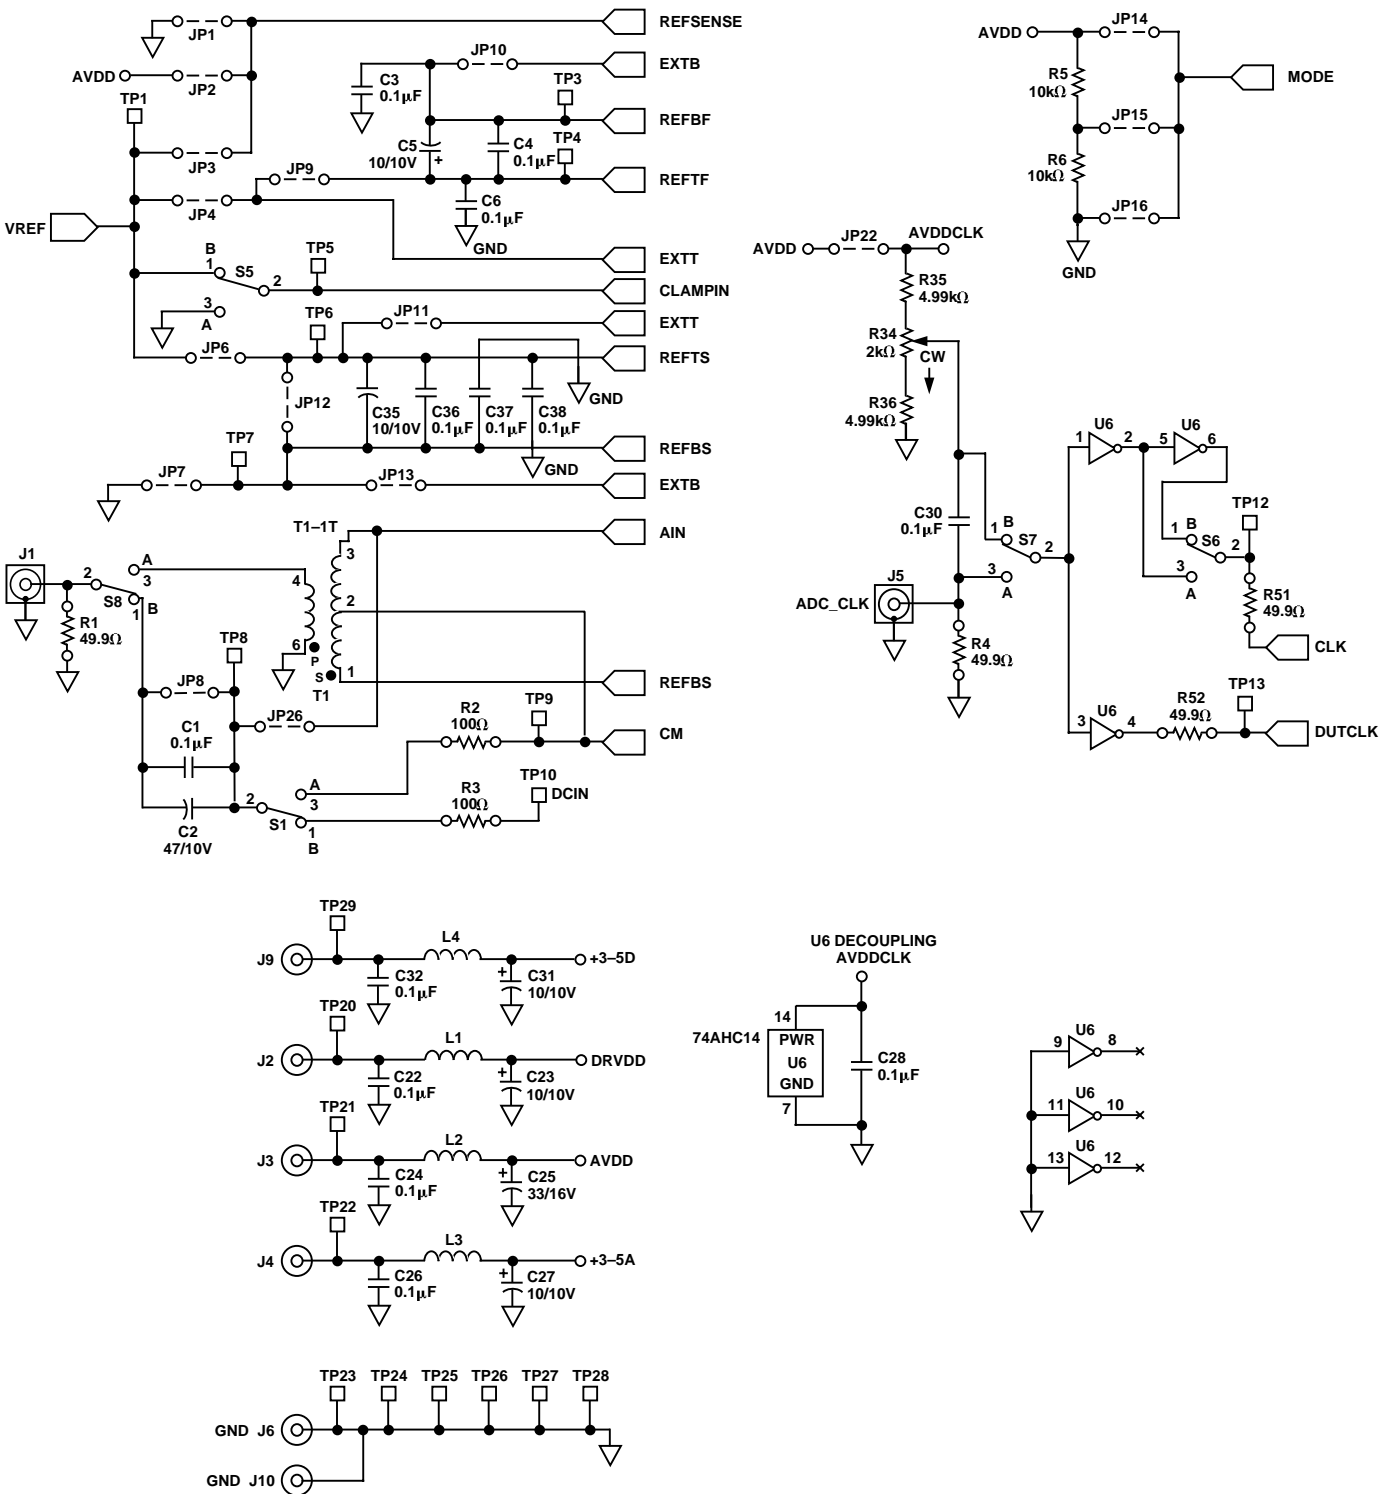 JP1
REFSENSE
AVDD
JP2
TP1
JP3
JP10
EXTB
C3
0.1µF
TP3
REFBF
C5
10/10V
+
C4
0.1µF
TP4
JP9
REFTF
JP4
C6
0.1µF
GND
VREF
EXTT
B
1
S5
2
TP5
CLAMPIN
3
A
TP6
JP11
EXTT
JP6
REFTS
JP12
C35
10/10V
C36
0.1µF
C37
0.1µF
C38
0.1µF
GND
REFBS
GND
TP7
JP7
JP13
EXTB
AVDD
JP14
R5
10kΩ
MODE
JP15
R6
10kΩ
JP16
GND
AVDD
JP22
AVDDCLK
R35
4.99kΩ
R34
2kΩ
CW
R36
4.99kΩ
C30
0.1µF
1
B
S7
2
3
A
J5
ADC_CLK
R4
49.9Ω
1
U6
2
5
U6
6
1
B
S6
2
3
A
TP12
R51
49.9Ω
CLK
3
U6
4
R52
49.9Ω
TP13
DUTCLK
J1
R1
49.9Ω
2
A
3
S8
B
1
T1–1T
3
4
2
6
P
S
1
T1
AIN
REFBS
TP8
JP8
JP26
C1
0.1µF
C2
47/10V
2
A
3
S1
1
B
R2
100Ω
TP9
CM
R3
100Ω
TP10
DCIN
TP29
J9
L4
C32
0.1µF
+
C31
10/10V
+3–5D
TP20
J2
L1
C22
0.1µF
+
C23
10/10V
DRVDD
TP21
J3
L2
C24
0.1µF
+
C25
33/16V
AVDD
TP22
J4
L3
C26
0.1µF
+
C27
10/10V
+3–5A
U6 DECOUPLING
AVDDCLK
14
74AHC14
PWR
U6
GND
7
C28
0.1µF
9
U6
8
11
U6
10
13
U6
12
TP23 TP24 TP25 TP26 TP27 TP28
GND J6
GND J10